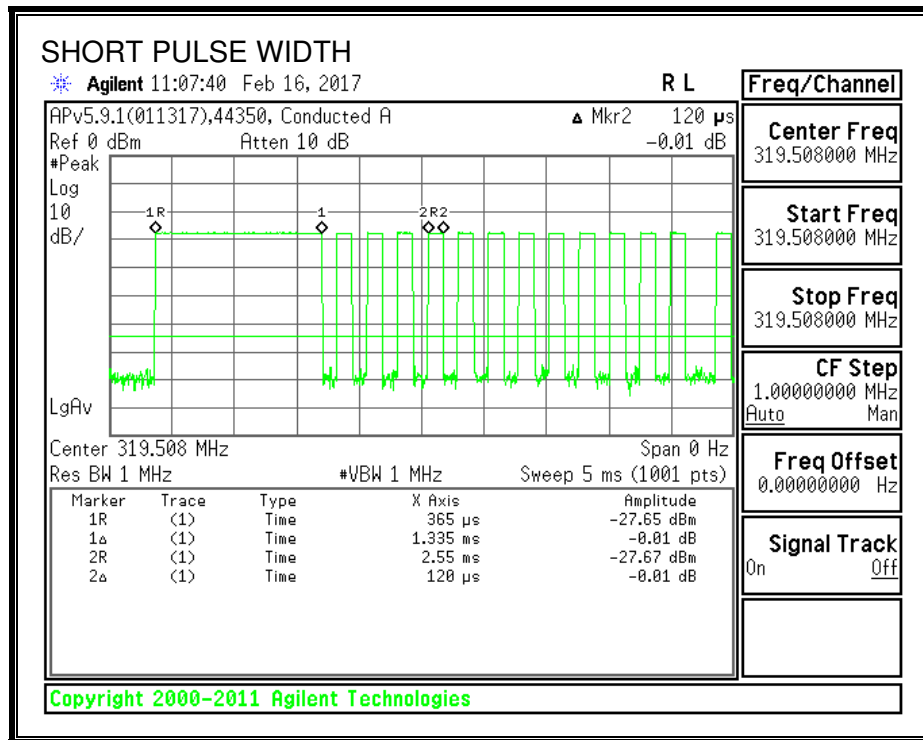 SHORT PULSE WIDTH
Agilent 11:07:40 Feb 16, 2017 R L
APv5.9.1(011317),44350, Conducted A ▵ Mkr2 120 µs
Ref 0 dBm Atten 10 dB -0.01 dB
#Peak
Log
10
dB/
1R 1 2R 2
LgAv
Center 319.508 MHz Span 0 Hz
Res BW 1 MHz #VBW 1 MHz Sweep 5 ms (1001 pts)
Marker Trace Type X Axis Amplitude
1R (1) Time 365 µs -27.65 dBm
1▵ (1) Time 1.335 ms -0.01 dB
2R (1) Time 2.55 ms -27.67 dBm
2▵ (1) Time 120 µs -0.01 dB
Freq/Channel
Center Freq
319.508000 MHz
Start Freq
319.508000 MHz
Stop Freq
319.508000 MHz
CF Step
1.00000000 MHz
Auto Man
Freq Offset
0.00000000 Hz
Signal Track
On Off
Copyright 2000-2011 Agilent Technologies